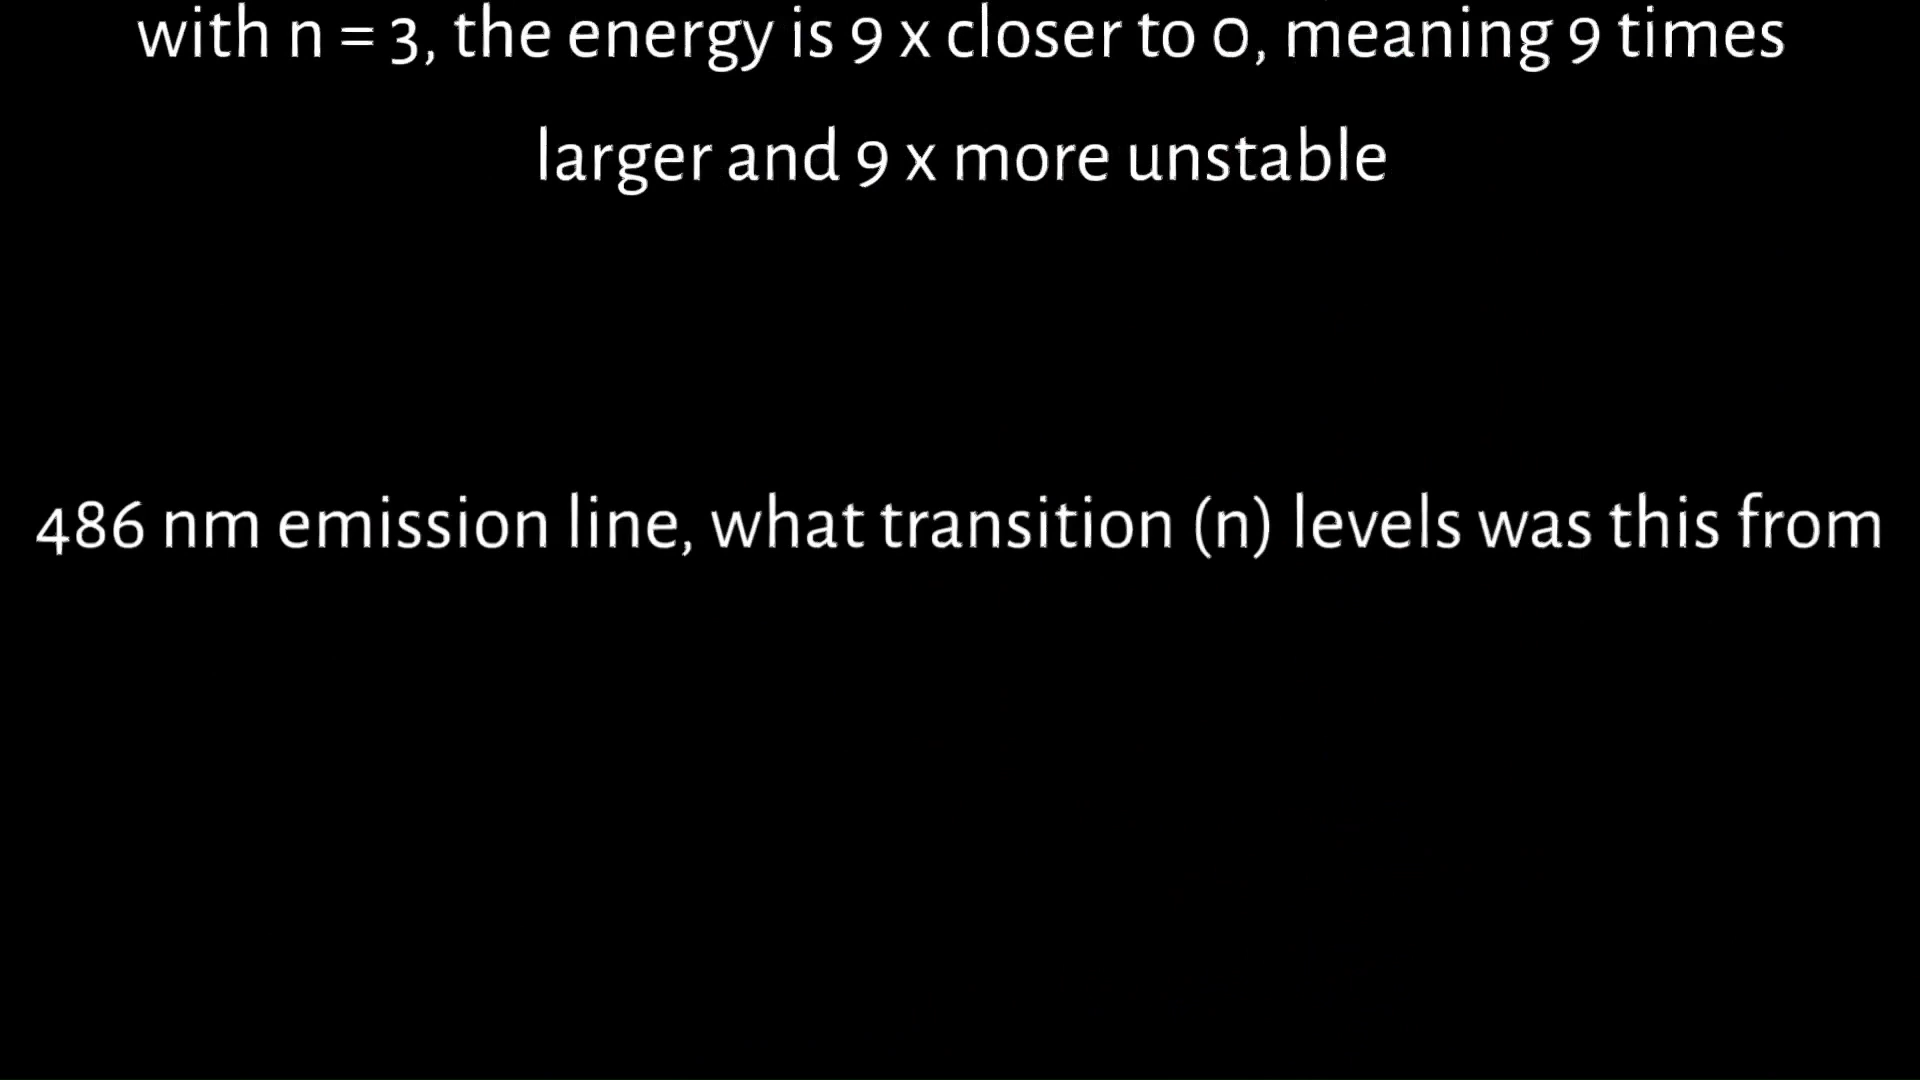 with n = 3, the energy is 9 x closer to 0, meaning 9 times
larger and 9 x more unstable
486 nm emission line, what transition (n) levels was this from